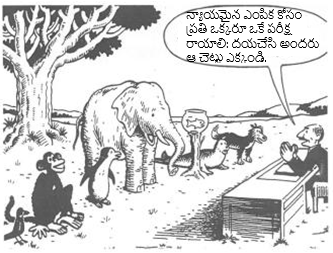 న్యాయమైన ఎంపిక కోసం
ప్రతి ఒక్కరూ ఒకే పరీక్ష
రాయాలి: దయచేసి అందరు
ఆ చెట్టు ఎక్కండి.